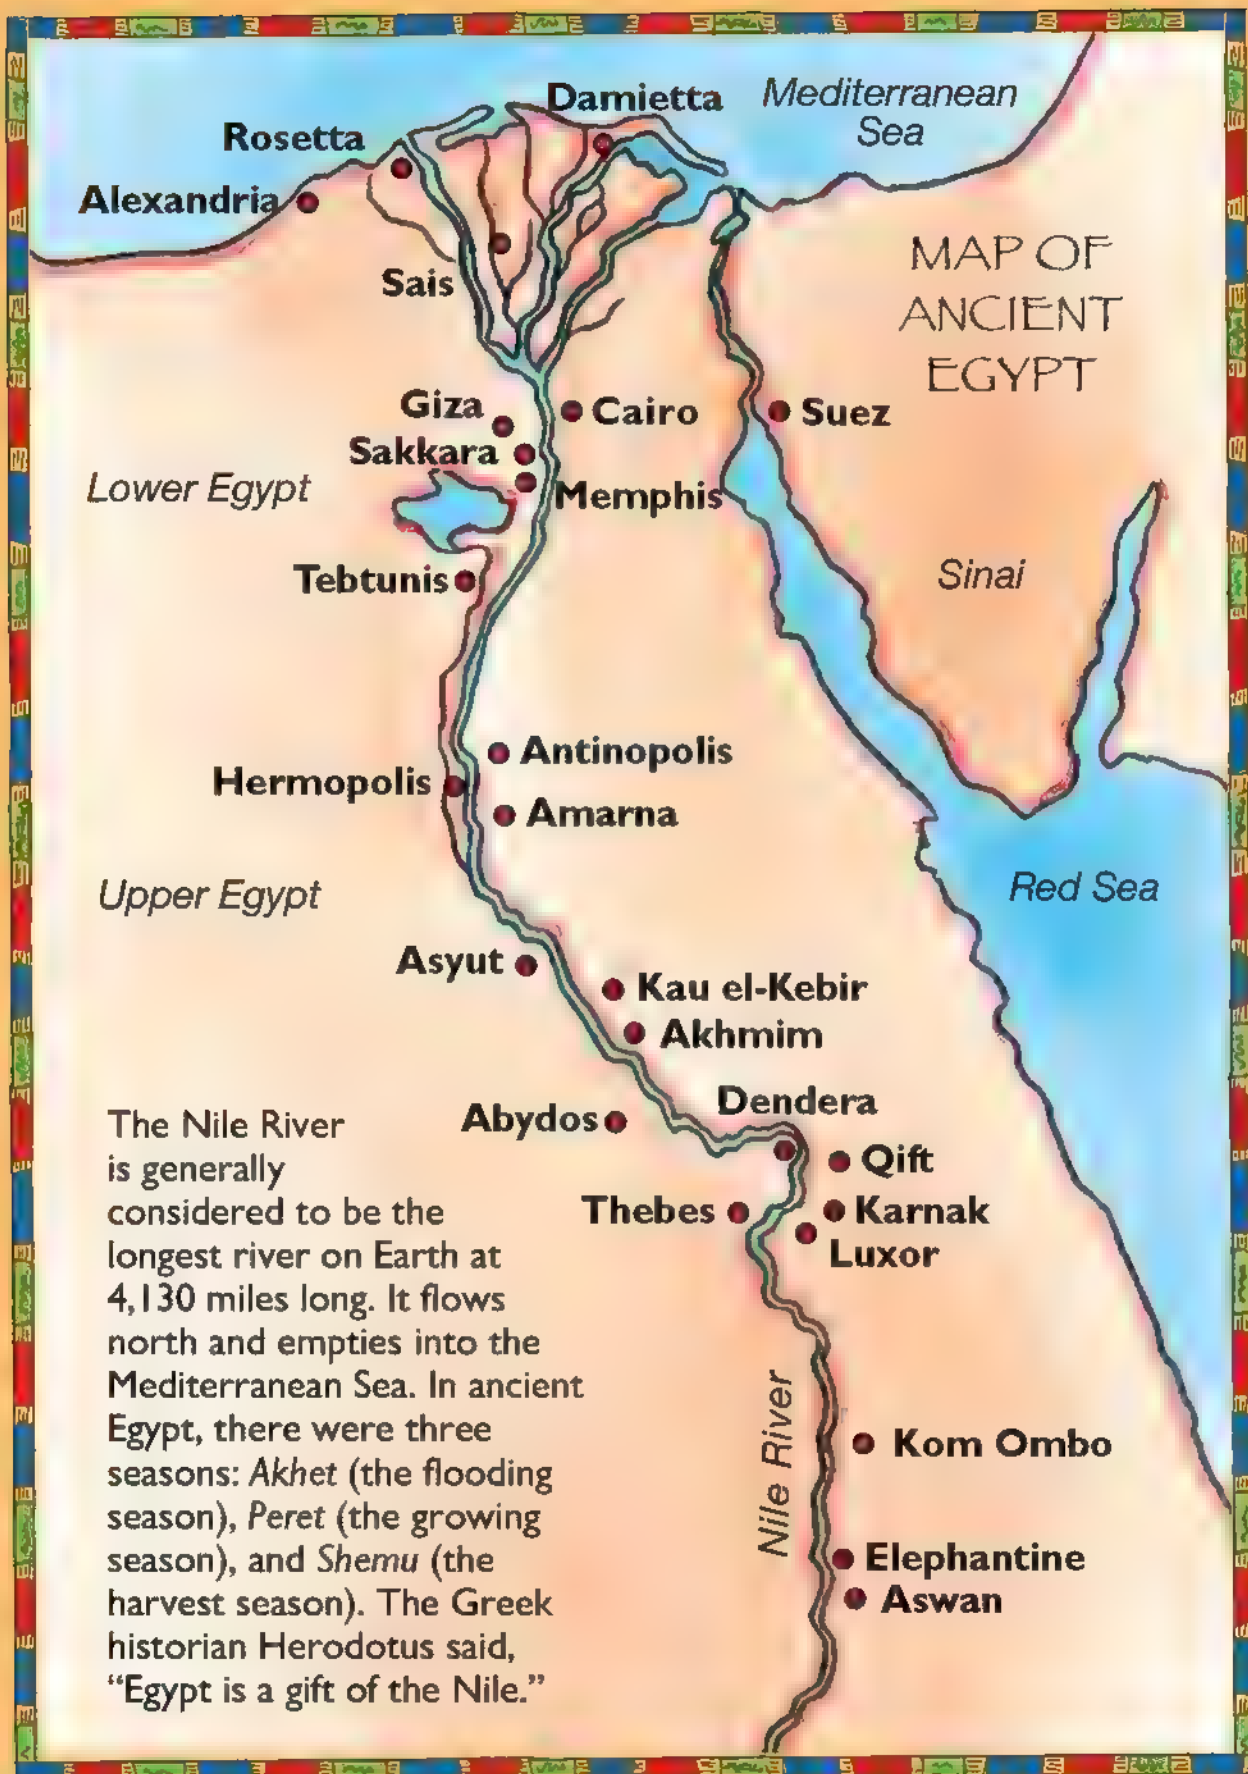 Damietta
Mediterranean
Sea
Rosetta
Alexandria
Sais
MAP OF
ANCIENT
EGYPT
Giza
Cairo
Suez
Sakkara
Lower Egypt
Memphis
Tebtunis
Sinai
Antinopolis
Hermopolis
Amarna
Upper Egypt
Red Sea
Asyut
Kau el-Kebir
Akhmim
Dendera
Abydos
Qift
Thebes
Karnak
Luxor
Nile River
Kom Ombo
Elephantine
Aswan
The Nile River
is generally
considered to be the
longest river on Earth at
4,130 miles long. It flows
north and empties into the
Mediterranean Sea. In ancient
Egypt, there were three
seasons: Akhet (the flooding
season), Peret (the growing
season), and Shemu (the
harvest season). The Greek
historian Herodotus said,
“Egypt is a gift of the Nile.”